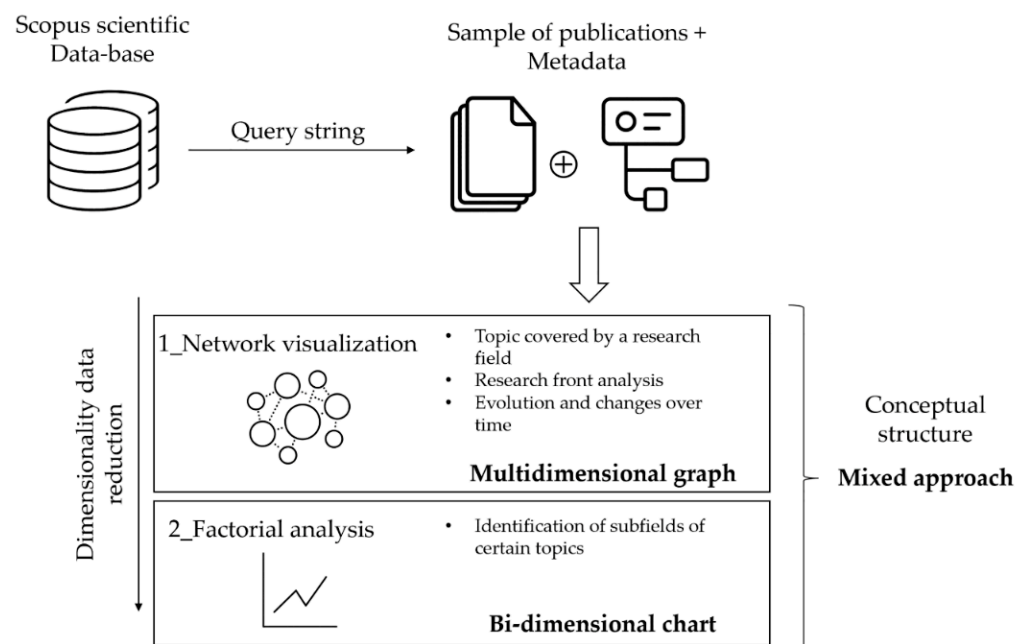 Scopus scientific
Data-base
Sample of publications +
Metadata
Query string
Dimensionality data
reduction
1_Network visualization
• Topic covered by a research
field
• Research front analysis
• Evolution and changes over
time
Multidimensional graph
2_Factorial analysis
• Identification of subfields of
certain topics
Bi-dimensional chart
Conceptual
structure
Mixed approach